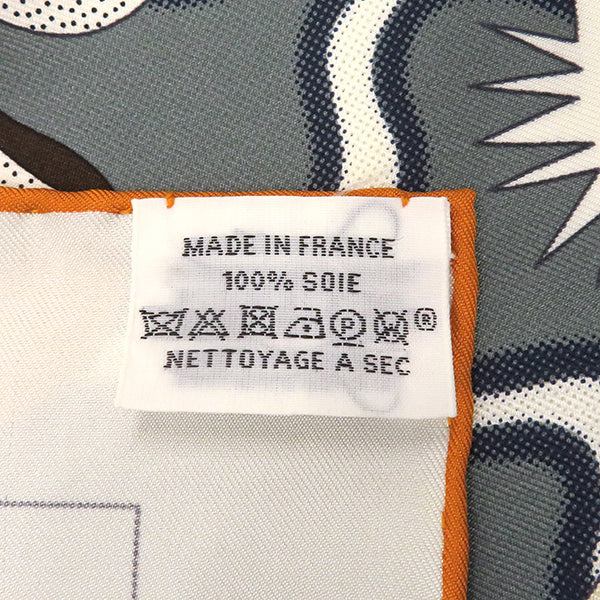 MADE IN FRANCE
100% SOIE
P ®
NETTOYAGE A SEC